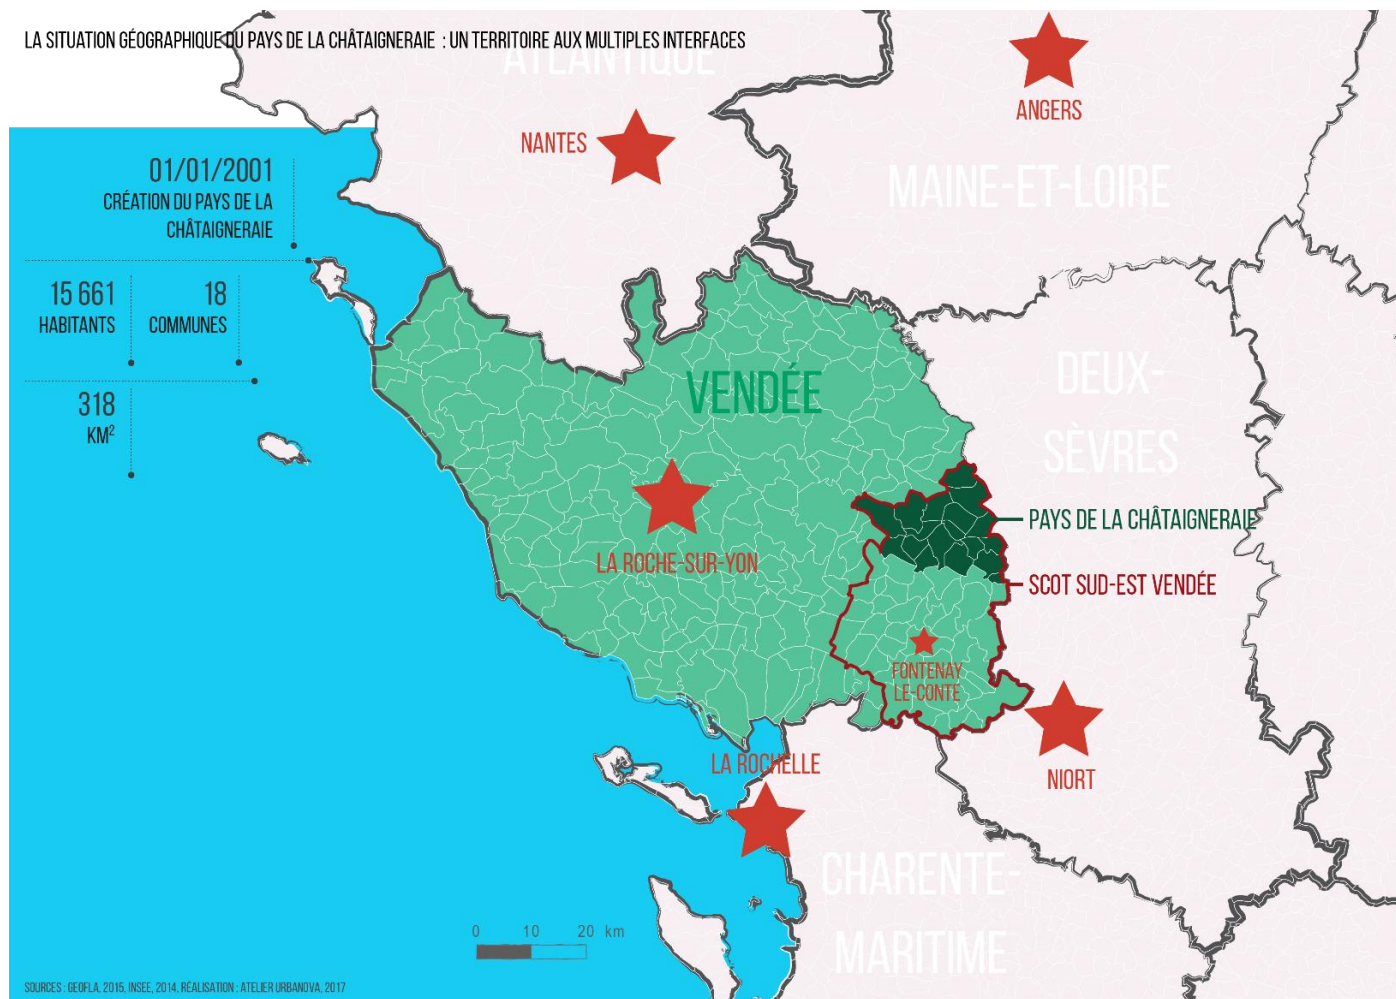 LA SITUATION GÉOGRAPHIQUE DU PAYS DE LA CHÂTAIGNERAIE : UN TERRITOIRE AUX MULTIPLES INTERFACES
ATLANTIQUE
ANGERS
NANTES
MAINE-ET-LOIRE
01/01/2001
CRÉATION DU PAYS DE LA
CHÂTAIGNERAIE
15 661
HABITANTS
18
COMMUNES
318
KM²
VENDÉE
DEUX-
SÈVRES
PAYS DE LA CHÂTAIGNERAIE
LA ROCHE-SUR-YON
SCOT SUD-EST VENDÉE
FONTENAY
LE-CONTE
LA ROCHELLE
NIORT
CHARENTE-
MARITIME
0 10 20 km
SOURCES : GEOFLA, 2015, INSEE, 2014, RÉALISATION : ATELIER URBANOVA, 2017